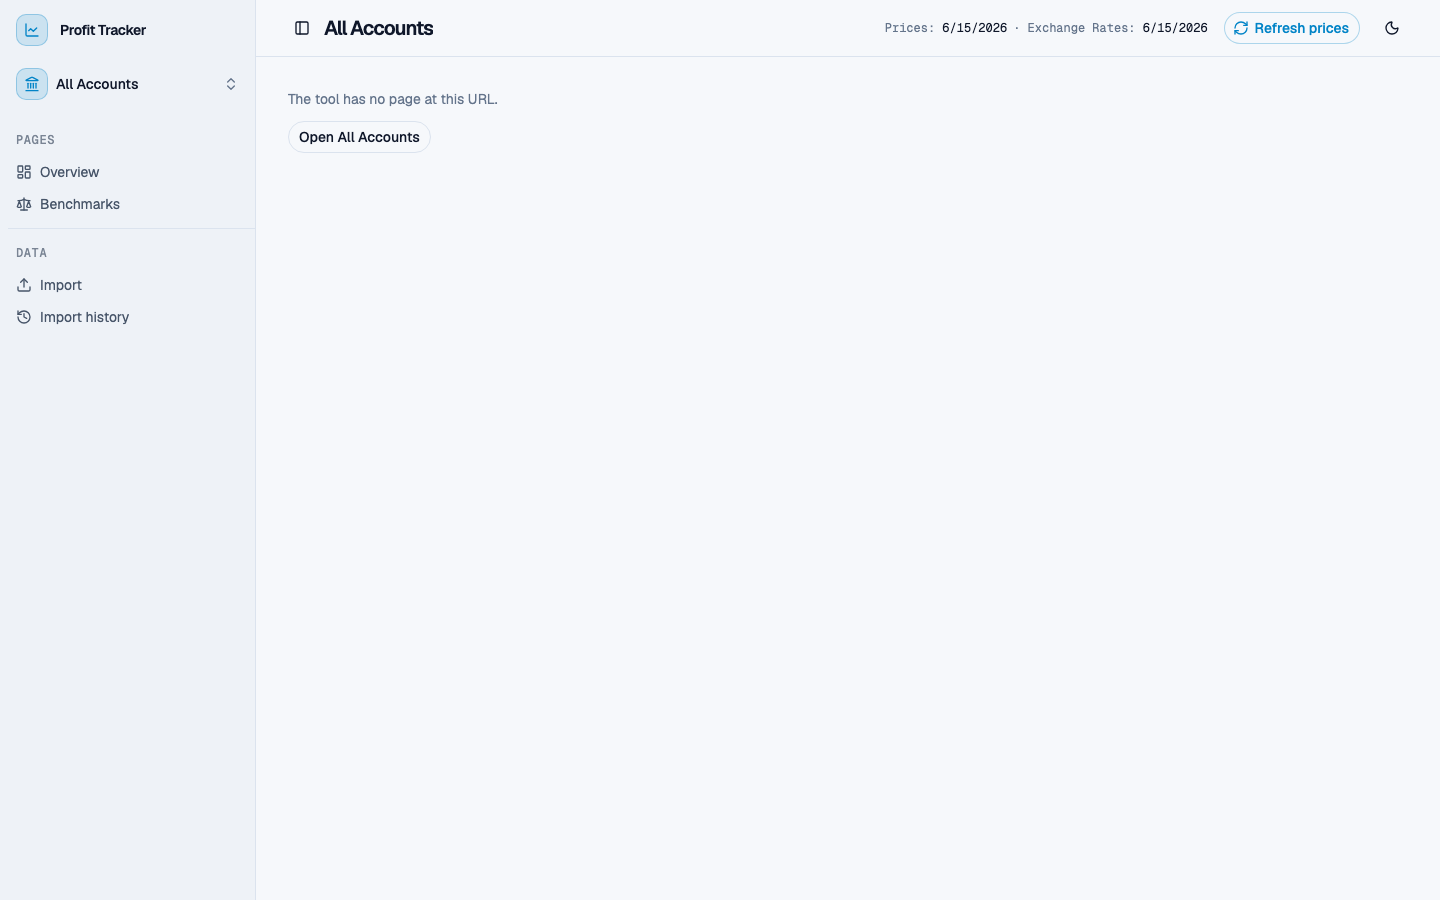 Profit Tracker
All Accounts
PAGES
Overview
Benchmarks
DATA
Import
Import history
All Accounts
Prices: 6/15/2026 · Exchange Rates: 6/15/2026
Refresh prices
The tool has no page at this URL.
Open All Accounts